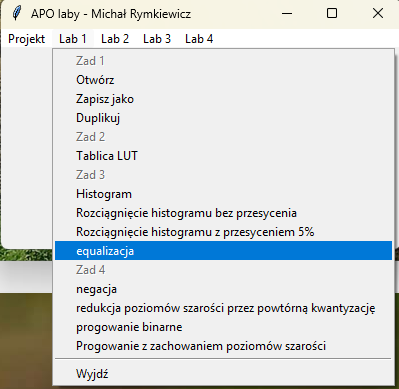 APO laby - Michał Rymkiewicz
Projekt Lab 1 Lab 2 Lab 3 Lab 4
Zad 1
Otwórz
Zapisz jako
Duplikuj
Zad 2
Tablica LUT
Zad 3
Histogram
Rozciągnięcie histogramu bez przesycenia
Rozciągnięcie histogramu z przesyceniem 5%
equalizacja
Zad 4
negacja
redukcja poziomów szarości przez powtórną kwantyzację
progowanie binarne
Progowanie z zachowaniem poziomów szarości
Wyjdź